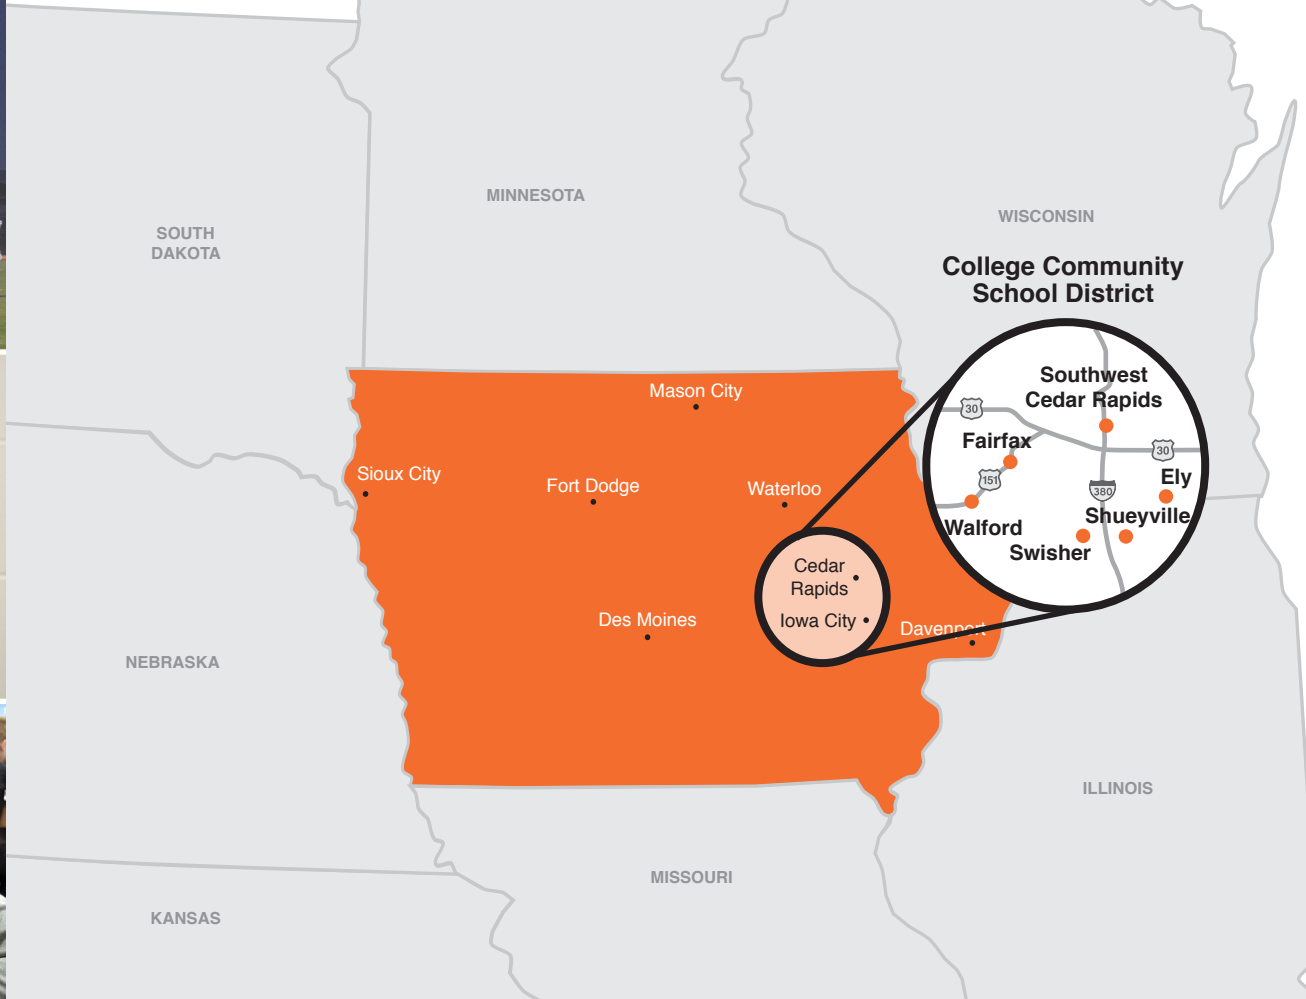 MINNESOTA
WISCONSIN
SOUTH
DAKOTA
College Community
School District
Southwest
Cedar Rapids
30
Fairfax
30
151
Ely
380
Shueyville
Walford
Swisher
Mason City
Sioux City
Fort Dodge
Waterloo
Cedar
Rapids
Iowa City
Des Moines
Davenport
NEBRASKA
ILLINOIS
MISSOURI
KANSAS